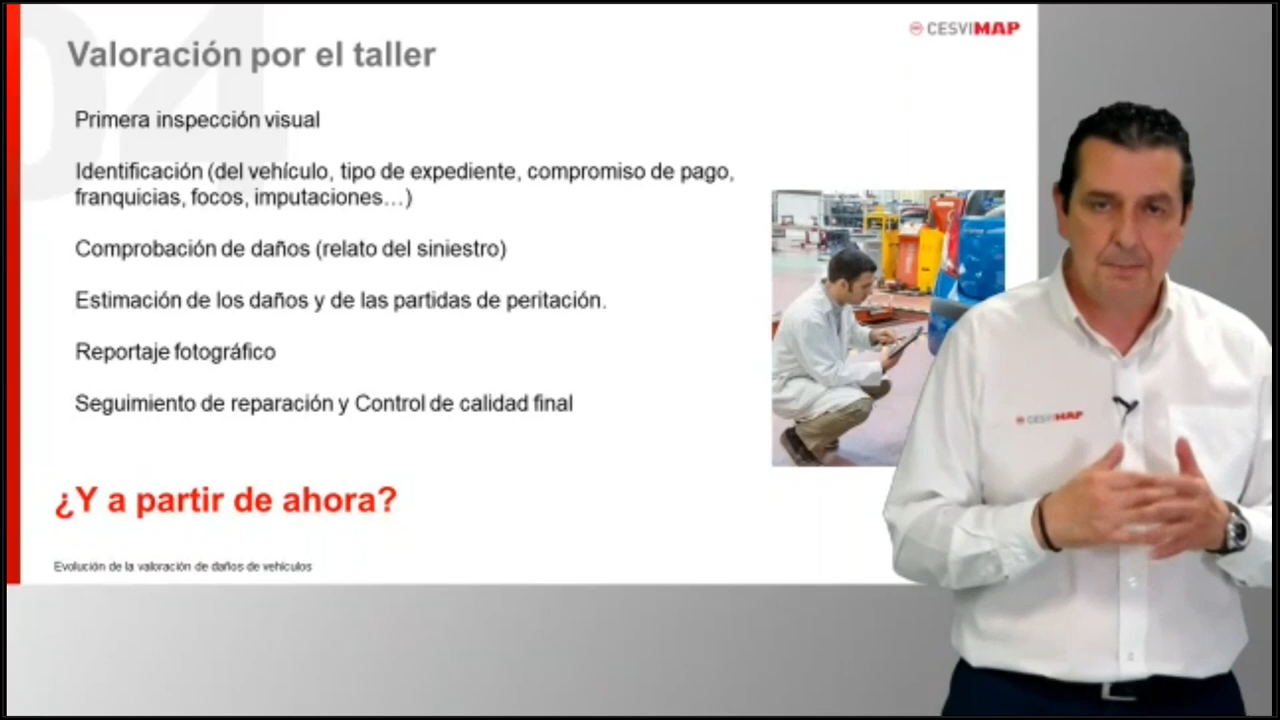 CESVIMAP
Valoración por el taller
Primera inspección visual
Identificación (del vehículo, tipo de expediente, compromiso de pago,
franquicias, focos, imputaciones...)
Comprobación de daños (relato del siniestro)
Estimación de los daños y de las partidas de peritación.
Reportaje fotográfico
Seguimiento de reparación y Control de calidad final
CESVIMAP
¿Y a partir de ahora?
Evolución de la valoración de daños de vehículos
04